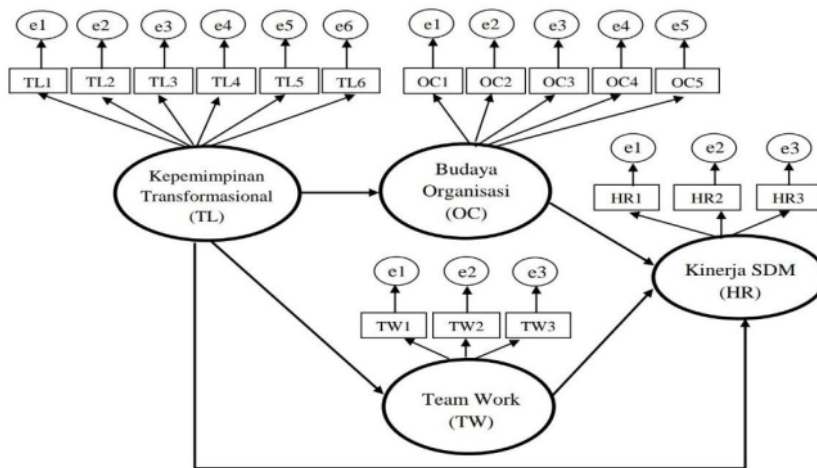 e1 e2 e3 e4 e5 e6
e1 e2 e3 e4 e5
TL1 TL2 TL3 TL4 TL5 TL6
OC1 OC2 OC3 OC4 OC5
Kepemimpinan
Transformasional
(TL)
Budaya
Organisasi
(OC)
e1 e2 e3
HR1 HR2 HR3
Kinerja SDM
(HR)
e1 e2 e3
TW1 TW2 TW3
Team Work
(TW)